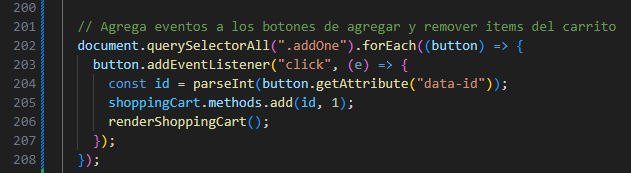 200
201 // Agrega eventos a los botones de agregar y remover items del carrito
202 document.querySelectorAll(".addOne").forEach((button) => {
203 button.addEventListener("click", (e) => {
204 const id = parseInt(button.getAttribute("data-id"));
205 shoppingCart.methods.add(id, 1);
206 renderShoppingCart();
207 });
208 });